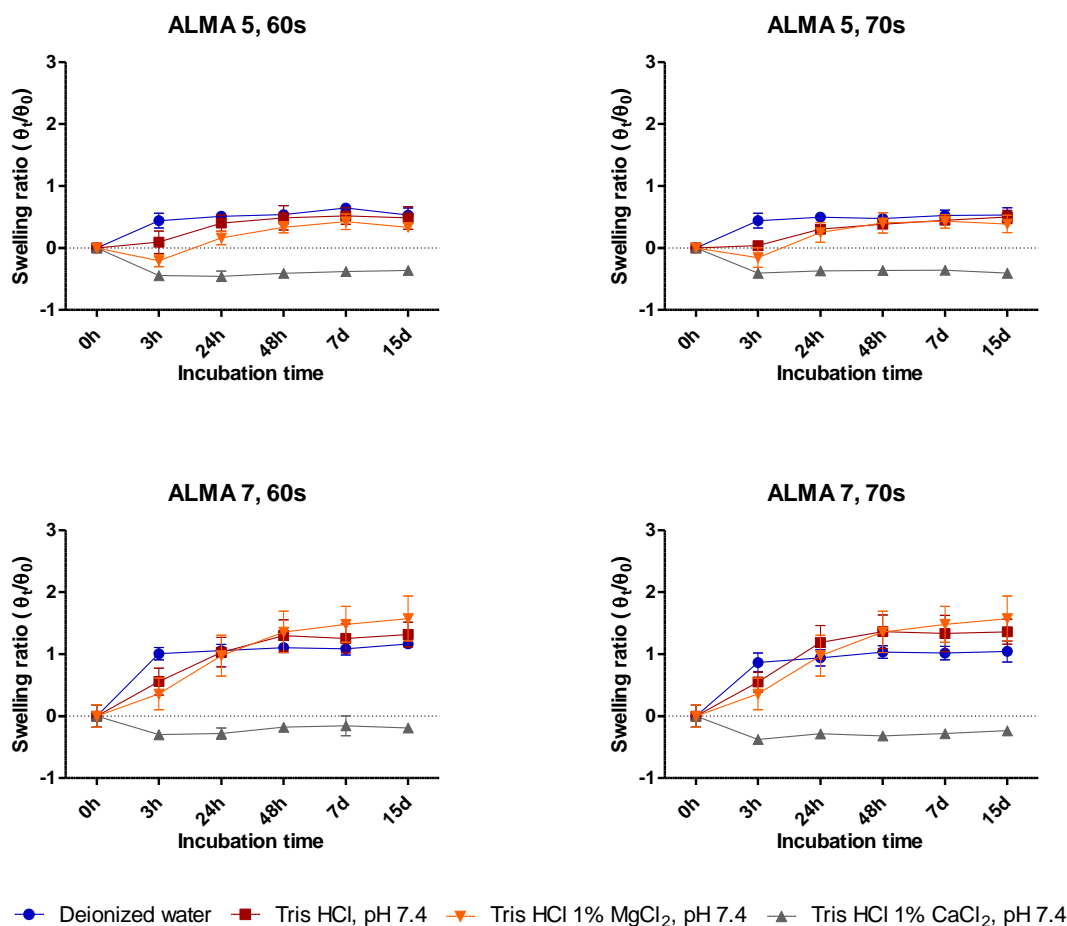 ALMA 5, 60s
3
2
1
0
-1
Swelling ratio (θt/θ0)
0h 3h 24h 48h 7d 15d
Incubation time
ALMA 5, 70s
3
2
1
0
-1
Swelling ratio (θt/θ0)
0h 3h 24h 48h 7d 15d
Incubation time
ALMA 7, 60s
3
2
1
0
-1
Swelling ratio (θt/θ0)
0h 3h 24h 48h 7d 15d
Incubation time
ALMA 7, 70s
3
2
1
0
-1
Swelling ratio (θt/θ0)
0h 3h 24h 48h 7d 15d
Incubation time
Deionized water Tris HCl, pH 7.4 Tris HCl 1% MgCl₂, pH 7.4 Tris HCl 1% CaCl₂, pH 7.4